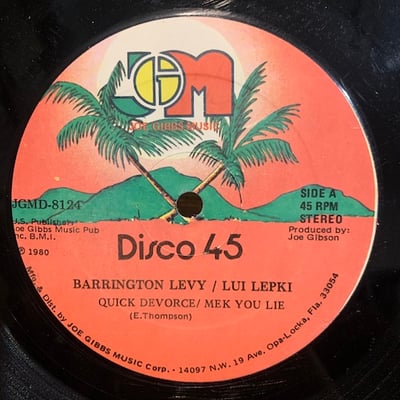 JGM
JOE GIBBS MUSIC
JGMD-8124
U.S. Publisher
Joe Gibbs Music Pub
Inc, B.M.I.
℗ 1980
SIDE A
45 RPM
STEREO
Produced by:
Joe Gibson
Disco 45
BARRINGTON LEVY / LUI LEPKI
QUICK DEVORCE/ MEK YOU LIE
(E.Thompson)
Mfg. & Dist. by JOE GIBBS MUSIC Corp. · 14097 N.W. 19 Ave. Opa-Locka, Fla. 33054